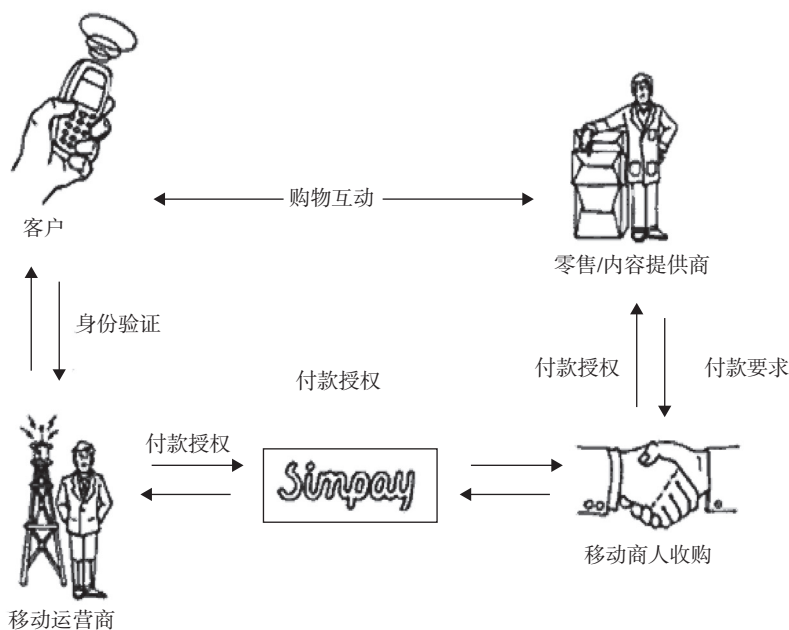 购物互动
客户
零售/内容提供商
身份验证
付款授权
付款要求
付款授权
付款授权
Simpay
移动商人收购
移动运营商